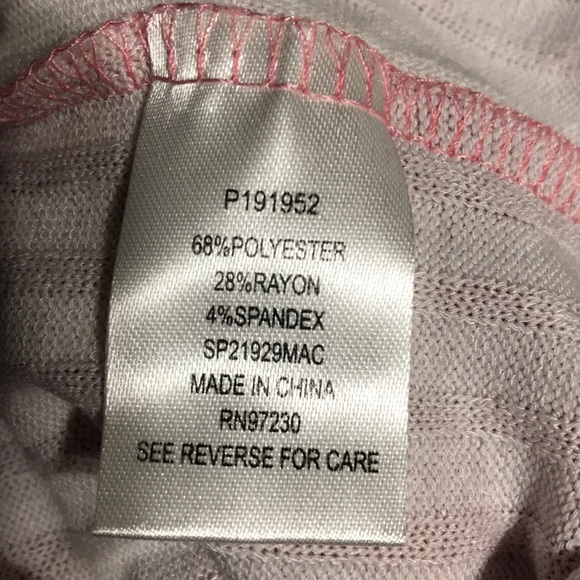 P191952
68%POLYESTER
28%RAYON
4%SPANDEX
SP21929MAC
MADE IN CHINA
RN97230
SEE REVERSE FOR CARE